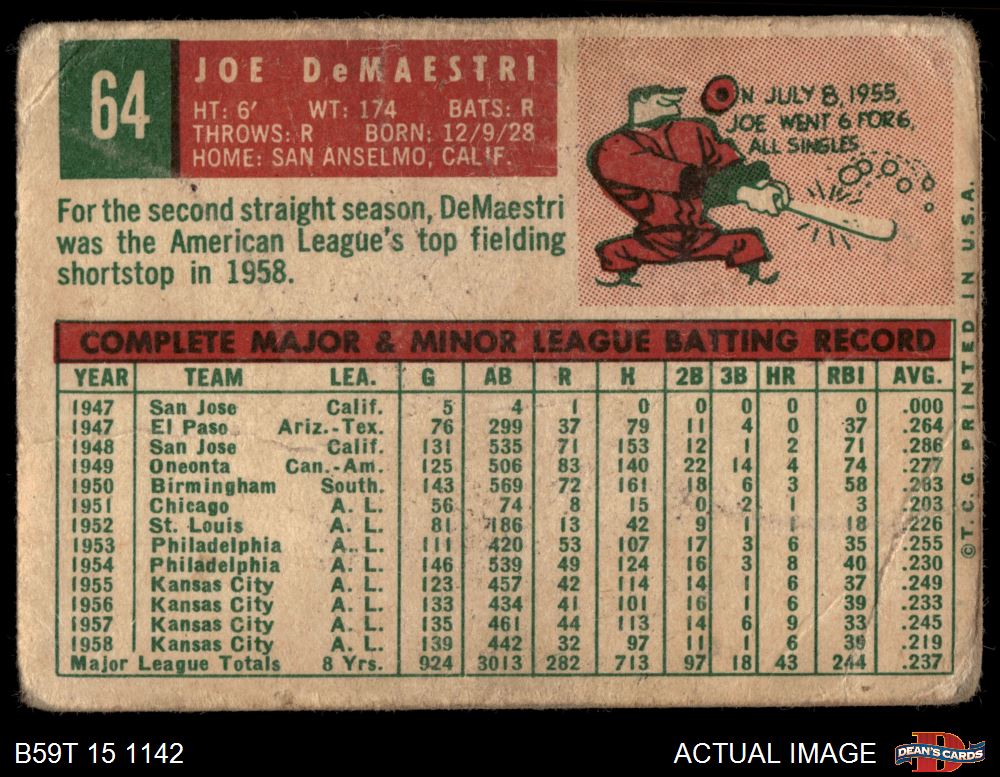 64
JOE DeMAESTRI
HT: 6' WT: 174 BATS: R
THROWS: R BORN: 12/9/28
HOME: SAN ANSELMO, CALIF.
ON JULY 8, 1955,
JOE WENT 6 FOR 6,
ALL SINGLES
For the second straight season, DeMaestri
was the American League's top fielding
shortstop in 1958.
COMPLETE MAJOR & MINOR LEAGUE BATTING RECORD
YEAR TEAM LEA. G AB R H 2B 3B HR RBI AVG.
1947 San Jose Calif. 5 4 1 0 0 0 0 0 .000
1947 El Paso Ariz.-Tex. 76 299 37 79 11 4 0 37 .264
1948 San Jose Calif. 131 535 71 153 12 1 2 71 .286
1949 Oneonta Can.-Am. 125 506 83 140 22 14 4 74 .277
1950 Birmingham South. 143 569 72 161 18 6 3 58 .283
1951 Chicago A. L. 56 74 8 15 0 2 1 3 .203
1952 St. Louis A. L. 81 186 13 42 9 1 1 18 .226
1953 Philadelphia A. L. 111 420 53 107 17 3 6 35 .255
1954 Philadelphia A. L. 146 539 49 124 16 3 8 40 .230
1955 Kansas City A. L. 123 457 42 114 14 1 6 37 .249
1956 Kansas City A. L. 133 434 41 101 16 1 6 39 .233
1957 Kansas City A. L. 135 461 44 113 14 6 9 33 .245
1958 Kansas City A. L. 139 442 32 97 11 1 6 39 .219
Major League Totals 8 Yrs. 924 3013 282 713 97 18 43 244 .237
© T. C. G. PRINTED IN U.S.A.
B59T 15 1142
ACTUAL IMAGE
DEAN'S CARDS